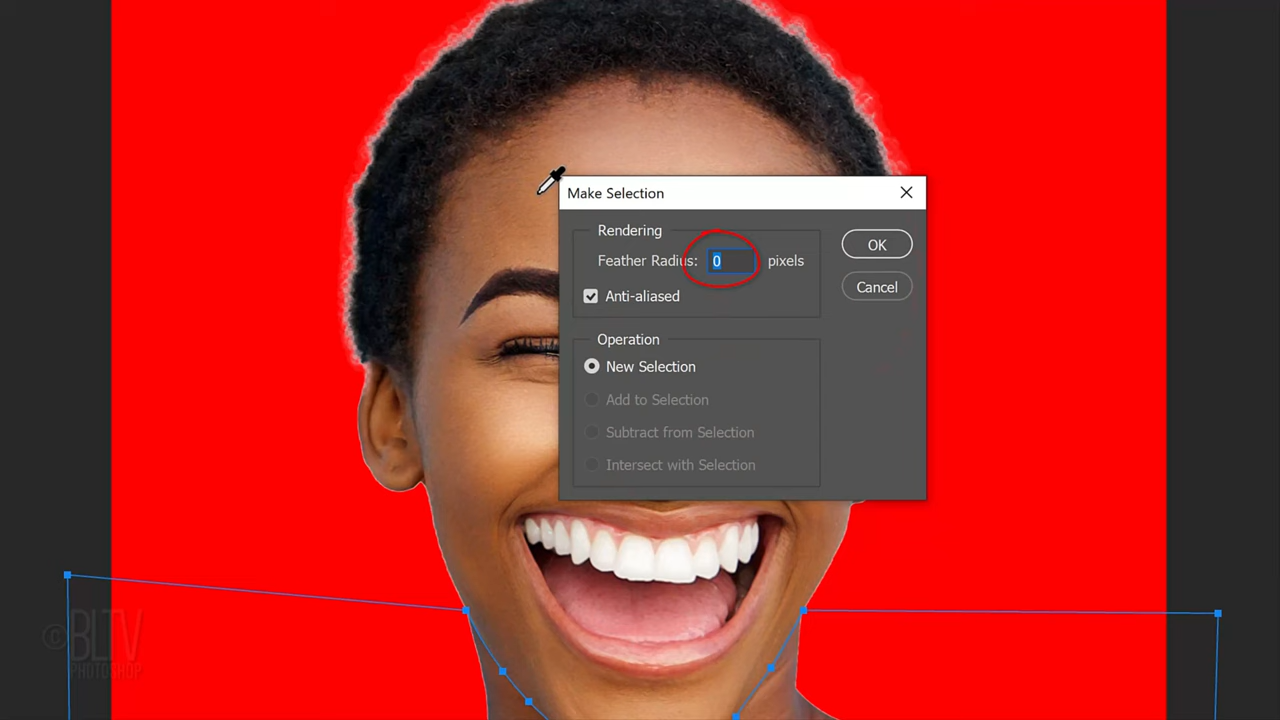 Make Selection
Rendering
Feather Radius: 0 pixels
Anti-aliased
OK
Cancel
Operation
New Selection
Add to Selection
Subtract from Selection
Intersect with Selection
© BLTV
PHOTOSHOP